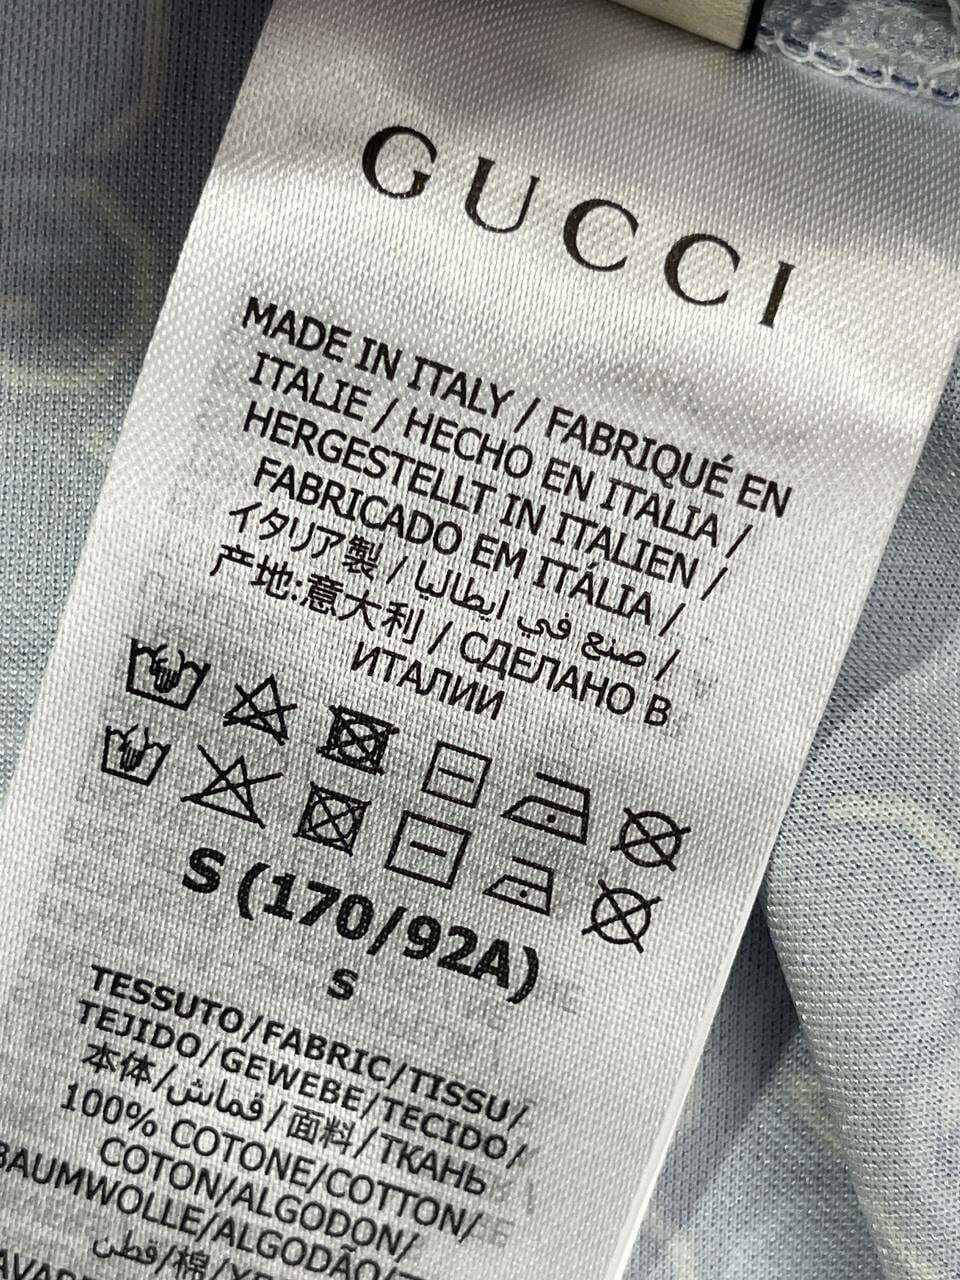 GUCCI
MADE IN ITALY / FABRIQUÉ EN
ITALIE / HECHO EN ITALIA /
HERGESTELLT IN ITALIEN /
FABRICADO EM ITÁLIA /
イタリア製 / صنع في ايطاليا /
产地:意大利 / СДЕЛАНО В
ИТАЛИИ
S (170/92A)
S
TESSUTO/FABRIC/TISSU/
TEJIDO/GEWEBE/TECIDO/
本体/قماش/面料/ТКАНЬ
100% COTONE/COTTON/
COTON/ALGODON/
BAUMWOLLE/ALGODÃO/
قطن/棉/